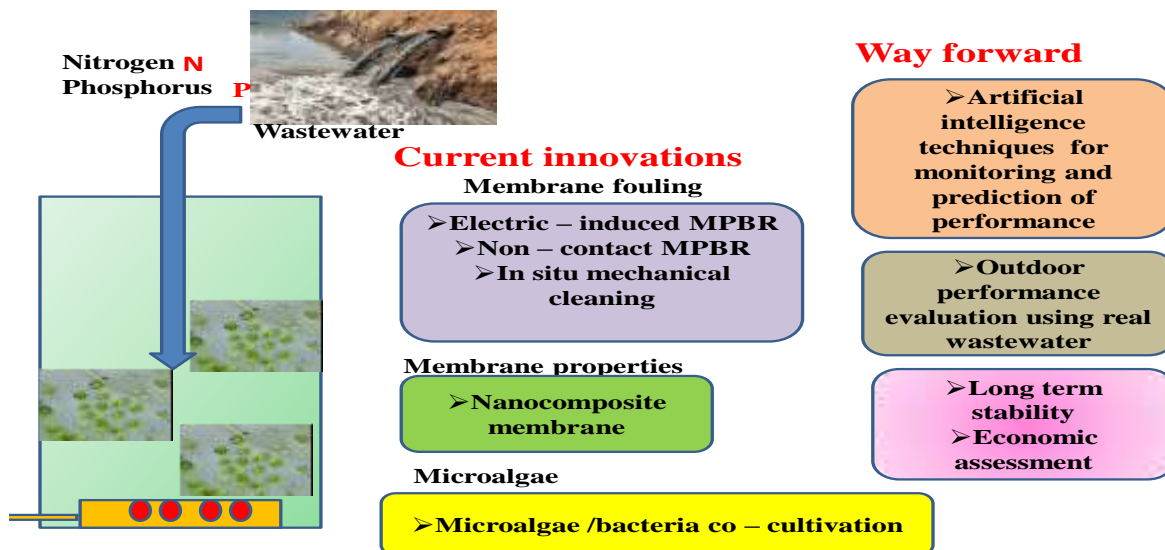 Nitrogen N
Phosphorus P
Wastewater
Current innovations
Membrane fouling
➢Electric – induced MPBR
➢Non – contact MPBR
➢In situ mechanical
cleaning
Membrane properties
➢Nanocomposite
membrane
Microalgae
➢Microalgae /bacteria co – cultivation
Way forward
➢Artificial
intelligence
techniques for
monitoring and
prediction of
performance
➢Outdoor
performance
evaluation using real
wastewater
➢Long term
stability
➢Economic
assessment